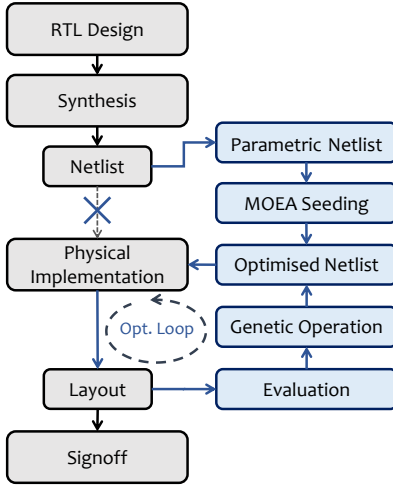 RTL Design
Synthesis
Netlist
Parametric Netlist
MOEA Seeding
Physical
Implementation
Optimised Netlist
Opt. Loop
Genetic Operation
Layout
Evaluation
Signoff